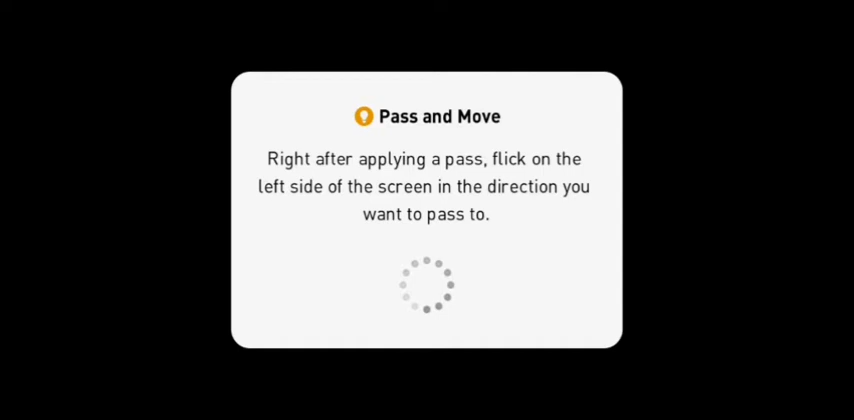 Pass and Move
Right after applying a pass, flick on the
left side of the screen in the direction you
want to pass to.